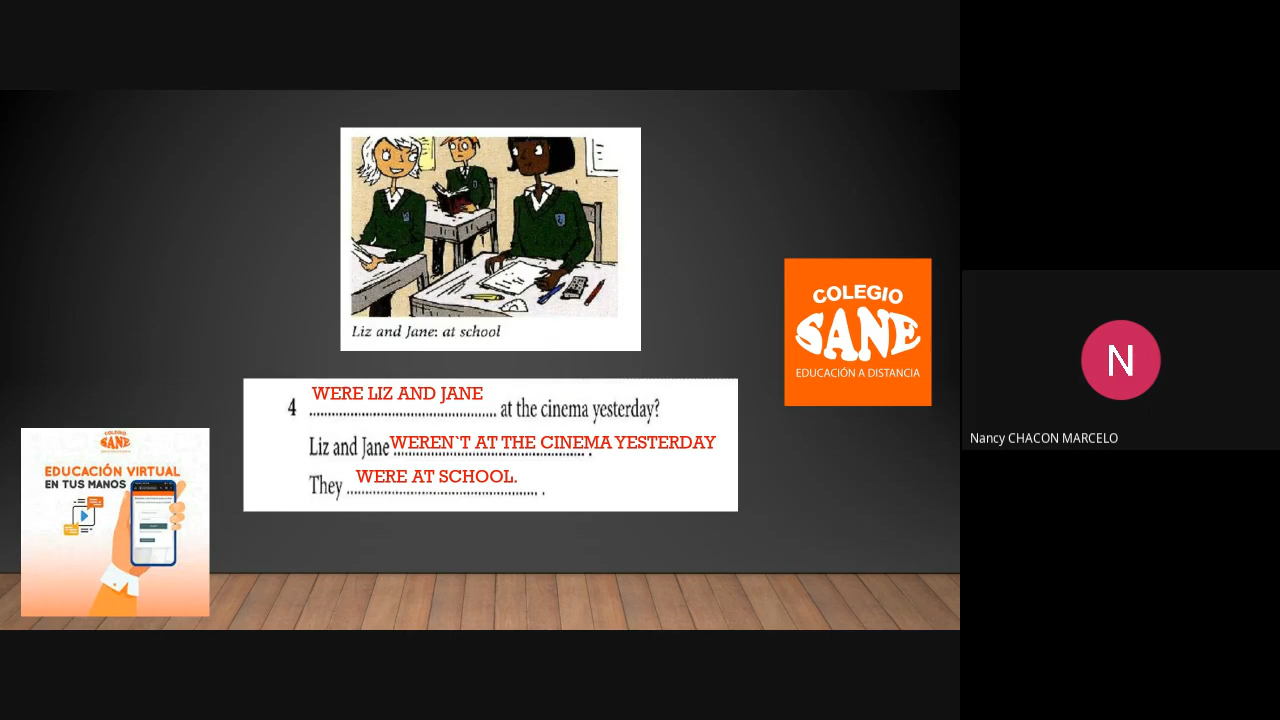 Liz and Jane: at school
COLEGIO
SANE
EDUCACIÓN A DISTANCIA
WERE LIZ AND JANE
4 ................................................ at the cinema yesterday?
Liz and Jane WEREN`T AT THE CINEMA YESTERDAY
They WERE AT SCHOOL.
COLEGIO
SANE
EDUCACIÓN VIRTUAL
EN TUS MANOS
N
Nancy CHACON MARCELO